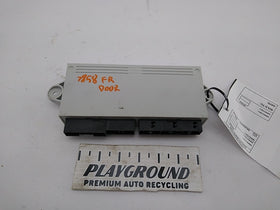 7858 FR
DOOR
PLAYGROUND
PREMIUM AUTO RECYCLING